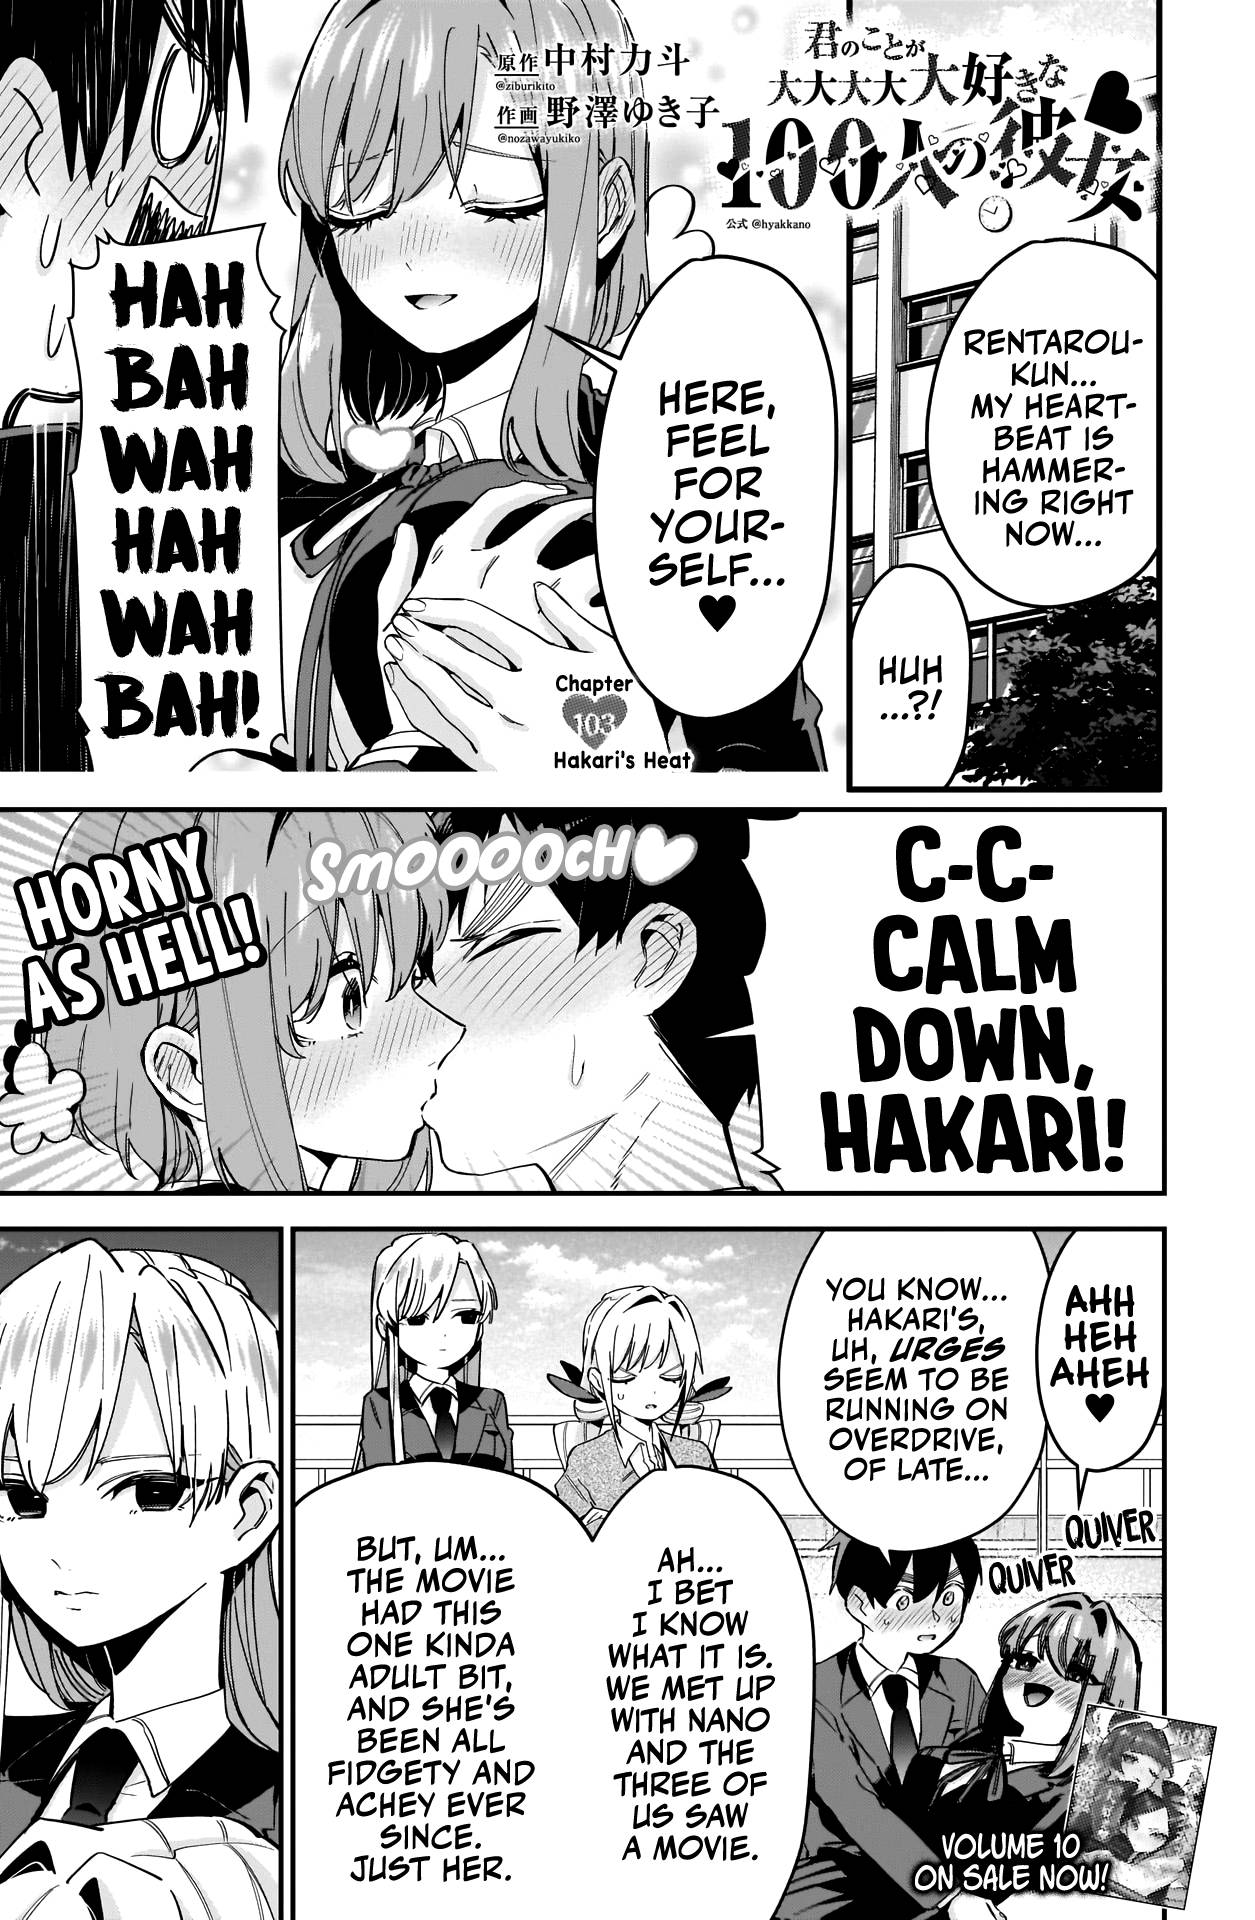 君のことが
大大大大大好きな
100人の彼女
公式 @hyakkano
原作 中村力斗
@ziburikito
作画 野澤ゆき子
@nozawayukiko
RENTAROU-
KUN...
MY HEART-
BEAT IS
HAMMER-
ING RIGHT
NOW...
HUH
...?!
HERE,
FEEL
FOR
YOUR-
SELF...
♥
HAH
BAH
WAH
HAH
WAH
BAH!
Chapter
103
Hakari's Heat
C-C-
CALM
DOWN,
HAKARI!
SMOOOOCH♥
HORNY
AS HELL!
AHH
HEH
AHEH
♥
QUIVER
QUIVER
YOU KNOW...
HAKARI'S,
UH, URGES
SEEM TO BE
RUNNING ON
OVERDRIVE,
OF LATE...
AH...
I BET
I KNOW
WHAT IT IS.
WE MET UP
WITH NANO
AND THE
THREE OF
US SAW
A MOVIE.
BUT, UM...
THE MOVIE
HAD THIS
ONE KINDA
ADULT BIT,
AND SHE'S
BEEN ALL
FIDGETY AND
ACHEY EVER
SINCE.
JUST HER.
VOLUME 10
ON SALE NOW!